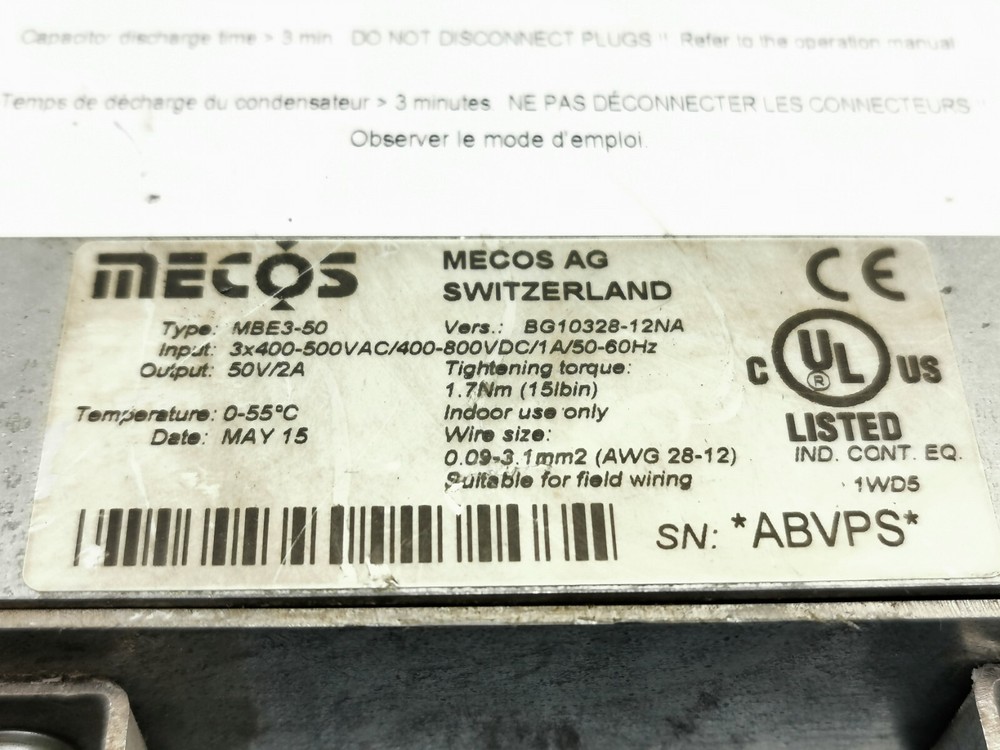 Capacitor discharge time > 3 min. DO NOT DISCONNECT PLUGS !! Refer to the operation manual
Temps de décharge du condensateur > 3 minutes. NE PAS DÉCONNECTER LES CONNECTEURS !!
Observer le mode d'emploi.
MECOS
MECOS AG
SWITZERLAND
CE
Type: MBE3-50
Vers.: BG10328-12NA
Input: 3x400-500VAC/400-800VDC/1A/50-60Hz
Output: 50V/2A
Tightening torque:
1.7Nm (15lbin)
Temperature: 0-55°C
Indoor use only
Date: MAY 15
Wire size:
0.09-3.1mm2 (AWG 28-12)
Suitable for field wiring
C UL ® US
LISTED
IND. CONT. EQ.
1WD5
SN: *ABVPS*